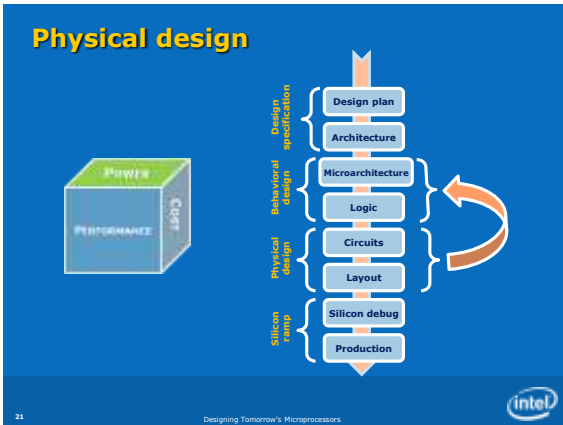 Physical design
Design
specification
Design plan
Architecture
Behavioral
design
Microarchitecture
Logic
Physical
design
Circuits
Layout
Silicon
ramp
Silicon debug
Production
POWER
PERFORMANCE
COST
21
Designing Tomorrow's Microprocessors
intel